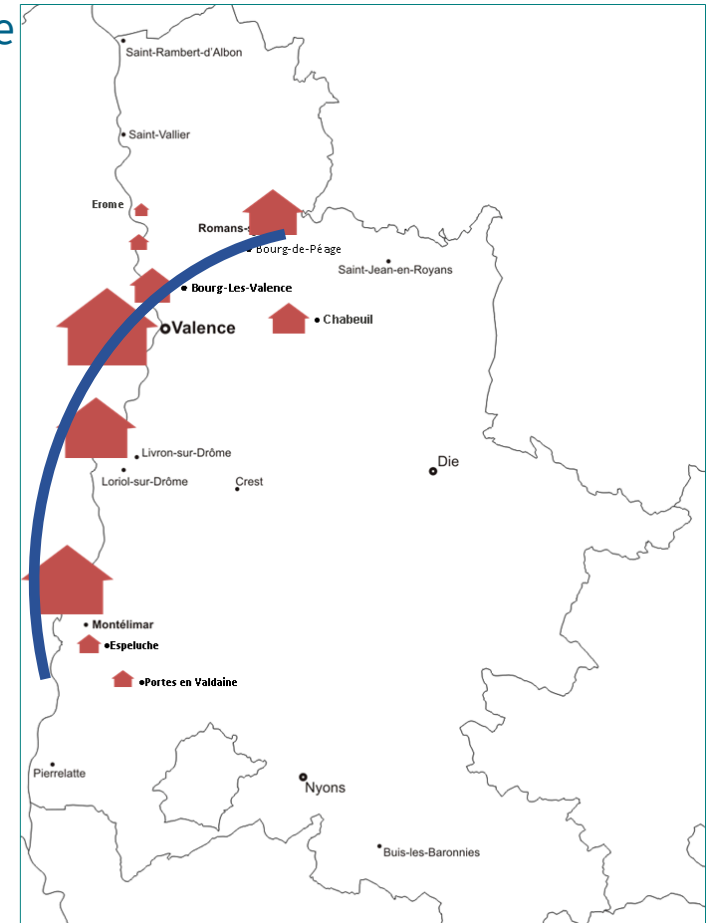 e
Saint-Rambert-d'Albon
Saint-Vallier
Erome
Romans-s
Bourg-de-Péage
Saint-Jean-en-Royans
Bourg-Les-Valence
Chabeuil
Valence
Livron-sur-Drôme
Loriol-sur-Drôme
Crest
Die
Montélimar
Espeluche
Portes en Valdaine
Pierrelatte
Nyons
Buis-les-Baronnies